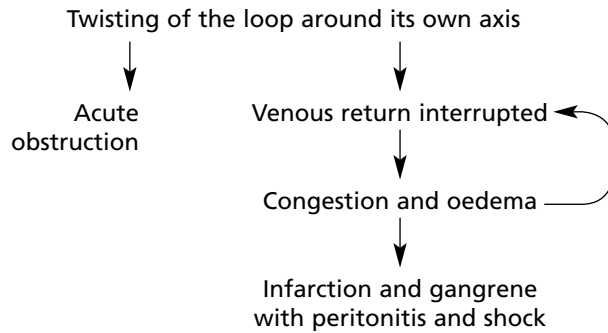 Twisting of the loop around its own axis
Acute
obstruction
Venous return interrupted
Congestion and oedema
Infarction and gangrene
with peritonitis and shock